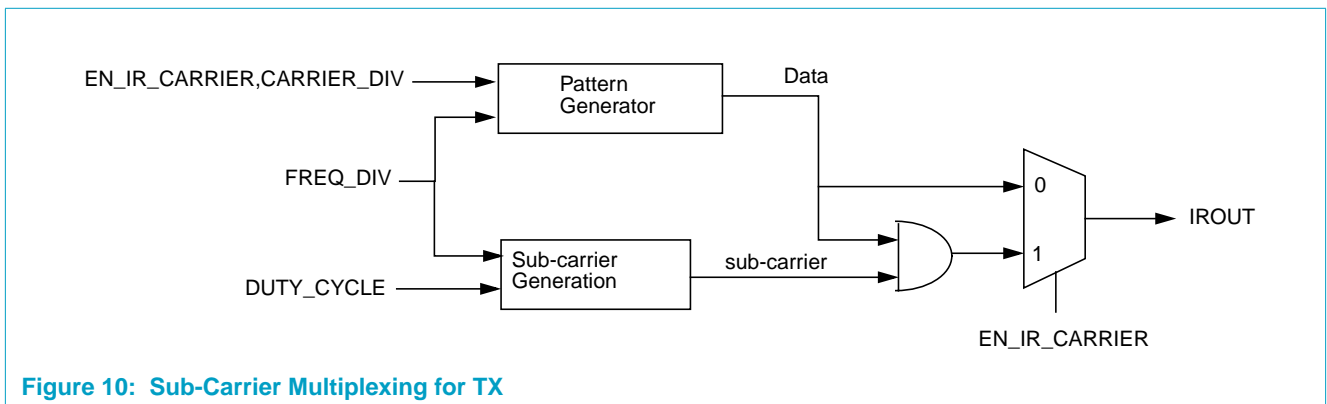 EN_IR_CARRIER,CARRIER_DIV
Pattern
Generator
Data
FREQ_DIV
0
IROUT
Sub-carrier
Generation
sub-carrier
1
DUTY_CYCLE
EN_IR_CARRIER
Figure 10: Sub-Carrier Multiplexing for TX